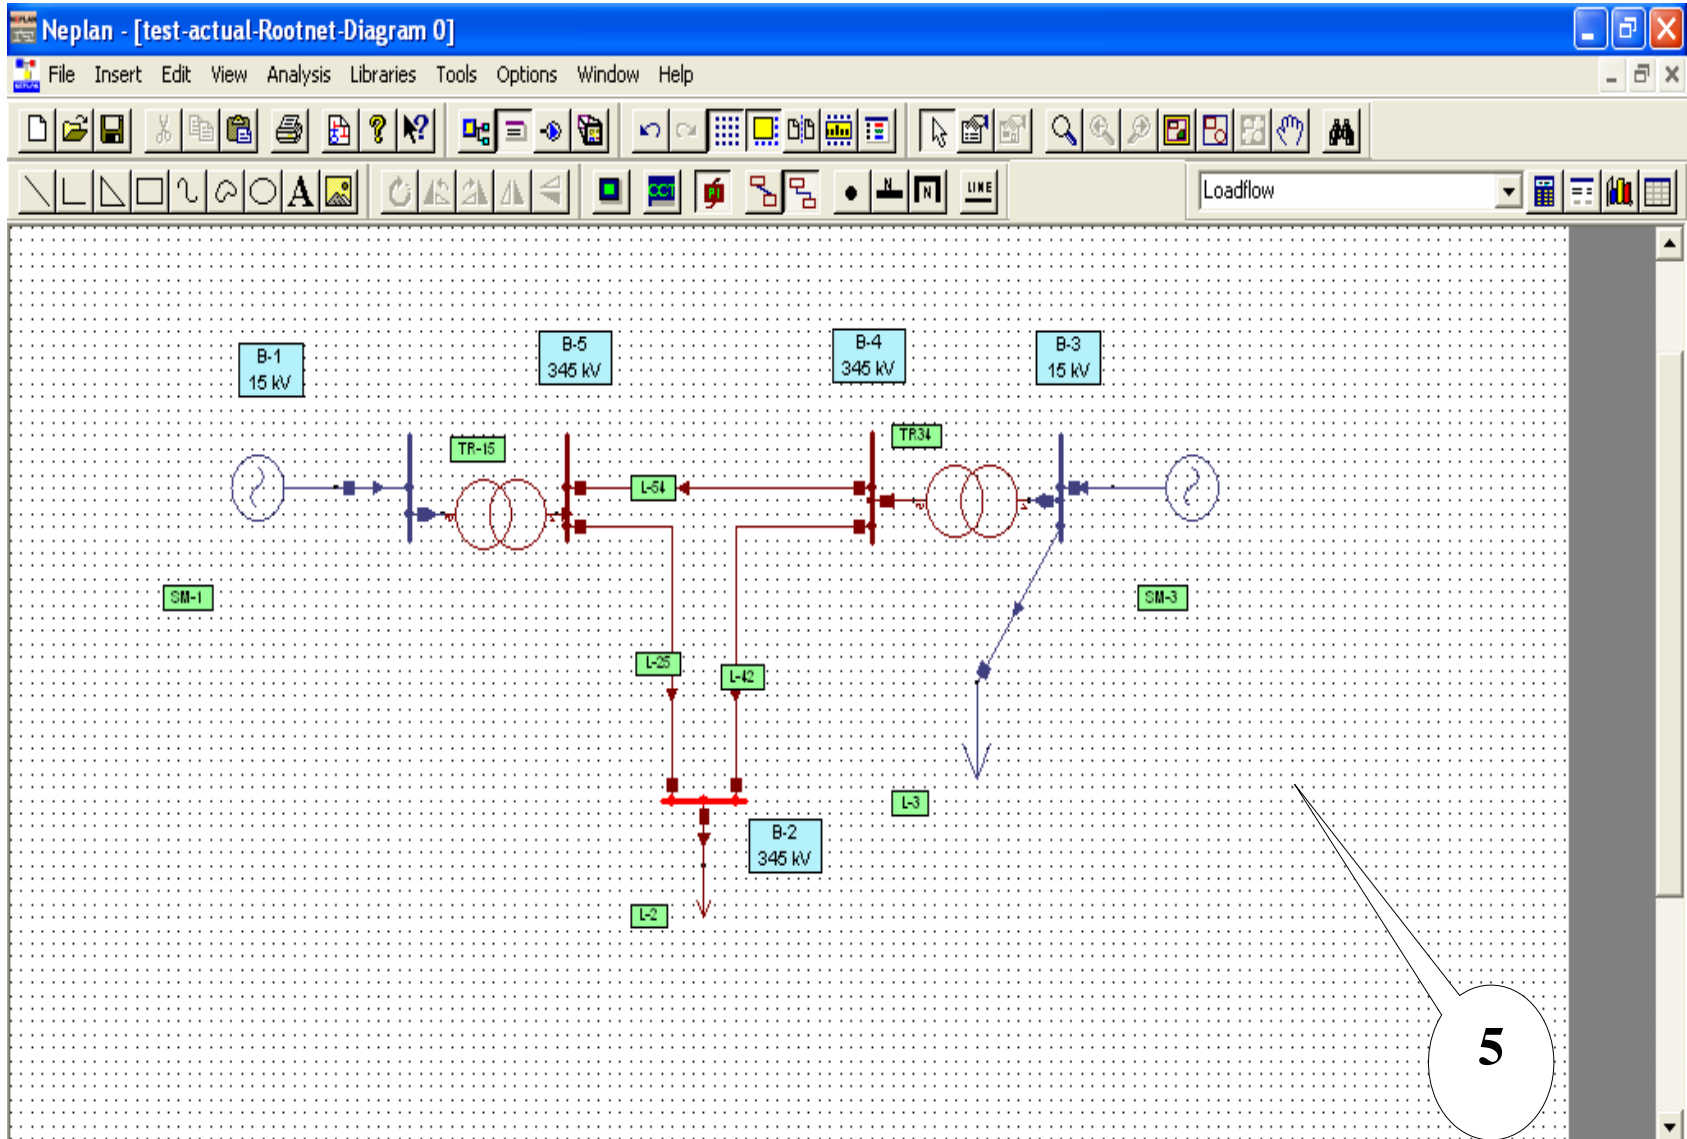 Neplan - [test-actual-Rootnet-Diagram 0]
File Insert Edit View Analysis Libraries Tools Options Window Help
A CCT N N LINE Loadflow
B-1
15 kV
B-5
345 kV
B-4
345 kV
B-3
15 kV
TR-15
TR34
L-54
SM-1
SM-3
L-25
L-42
L-3
B-2
345 kV
L-2
5